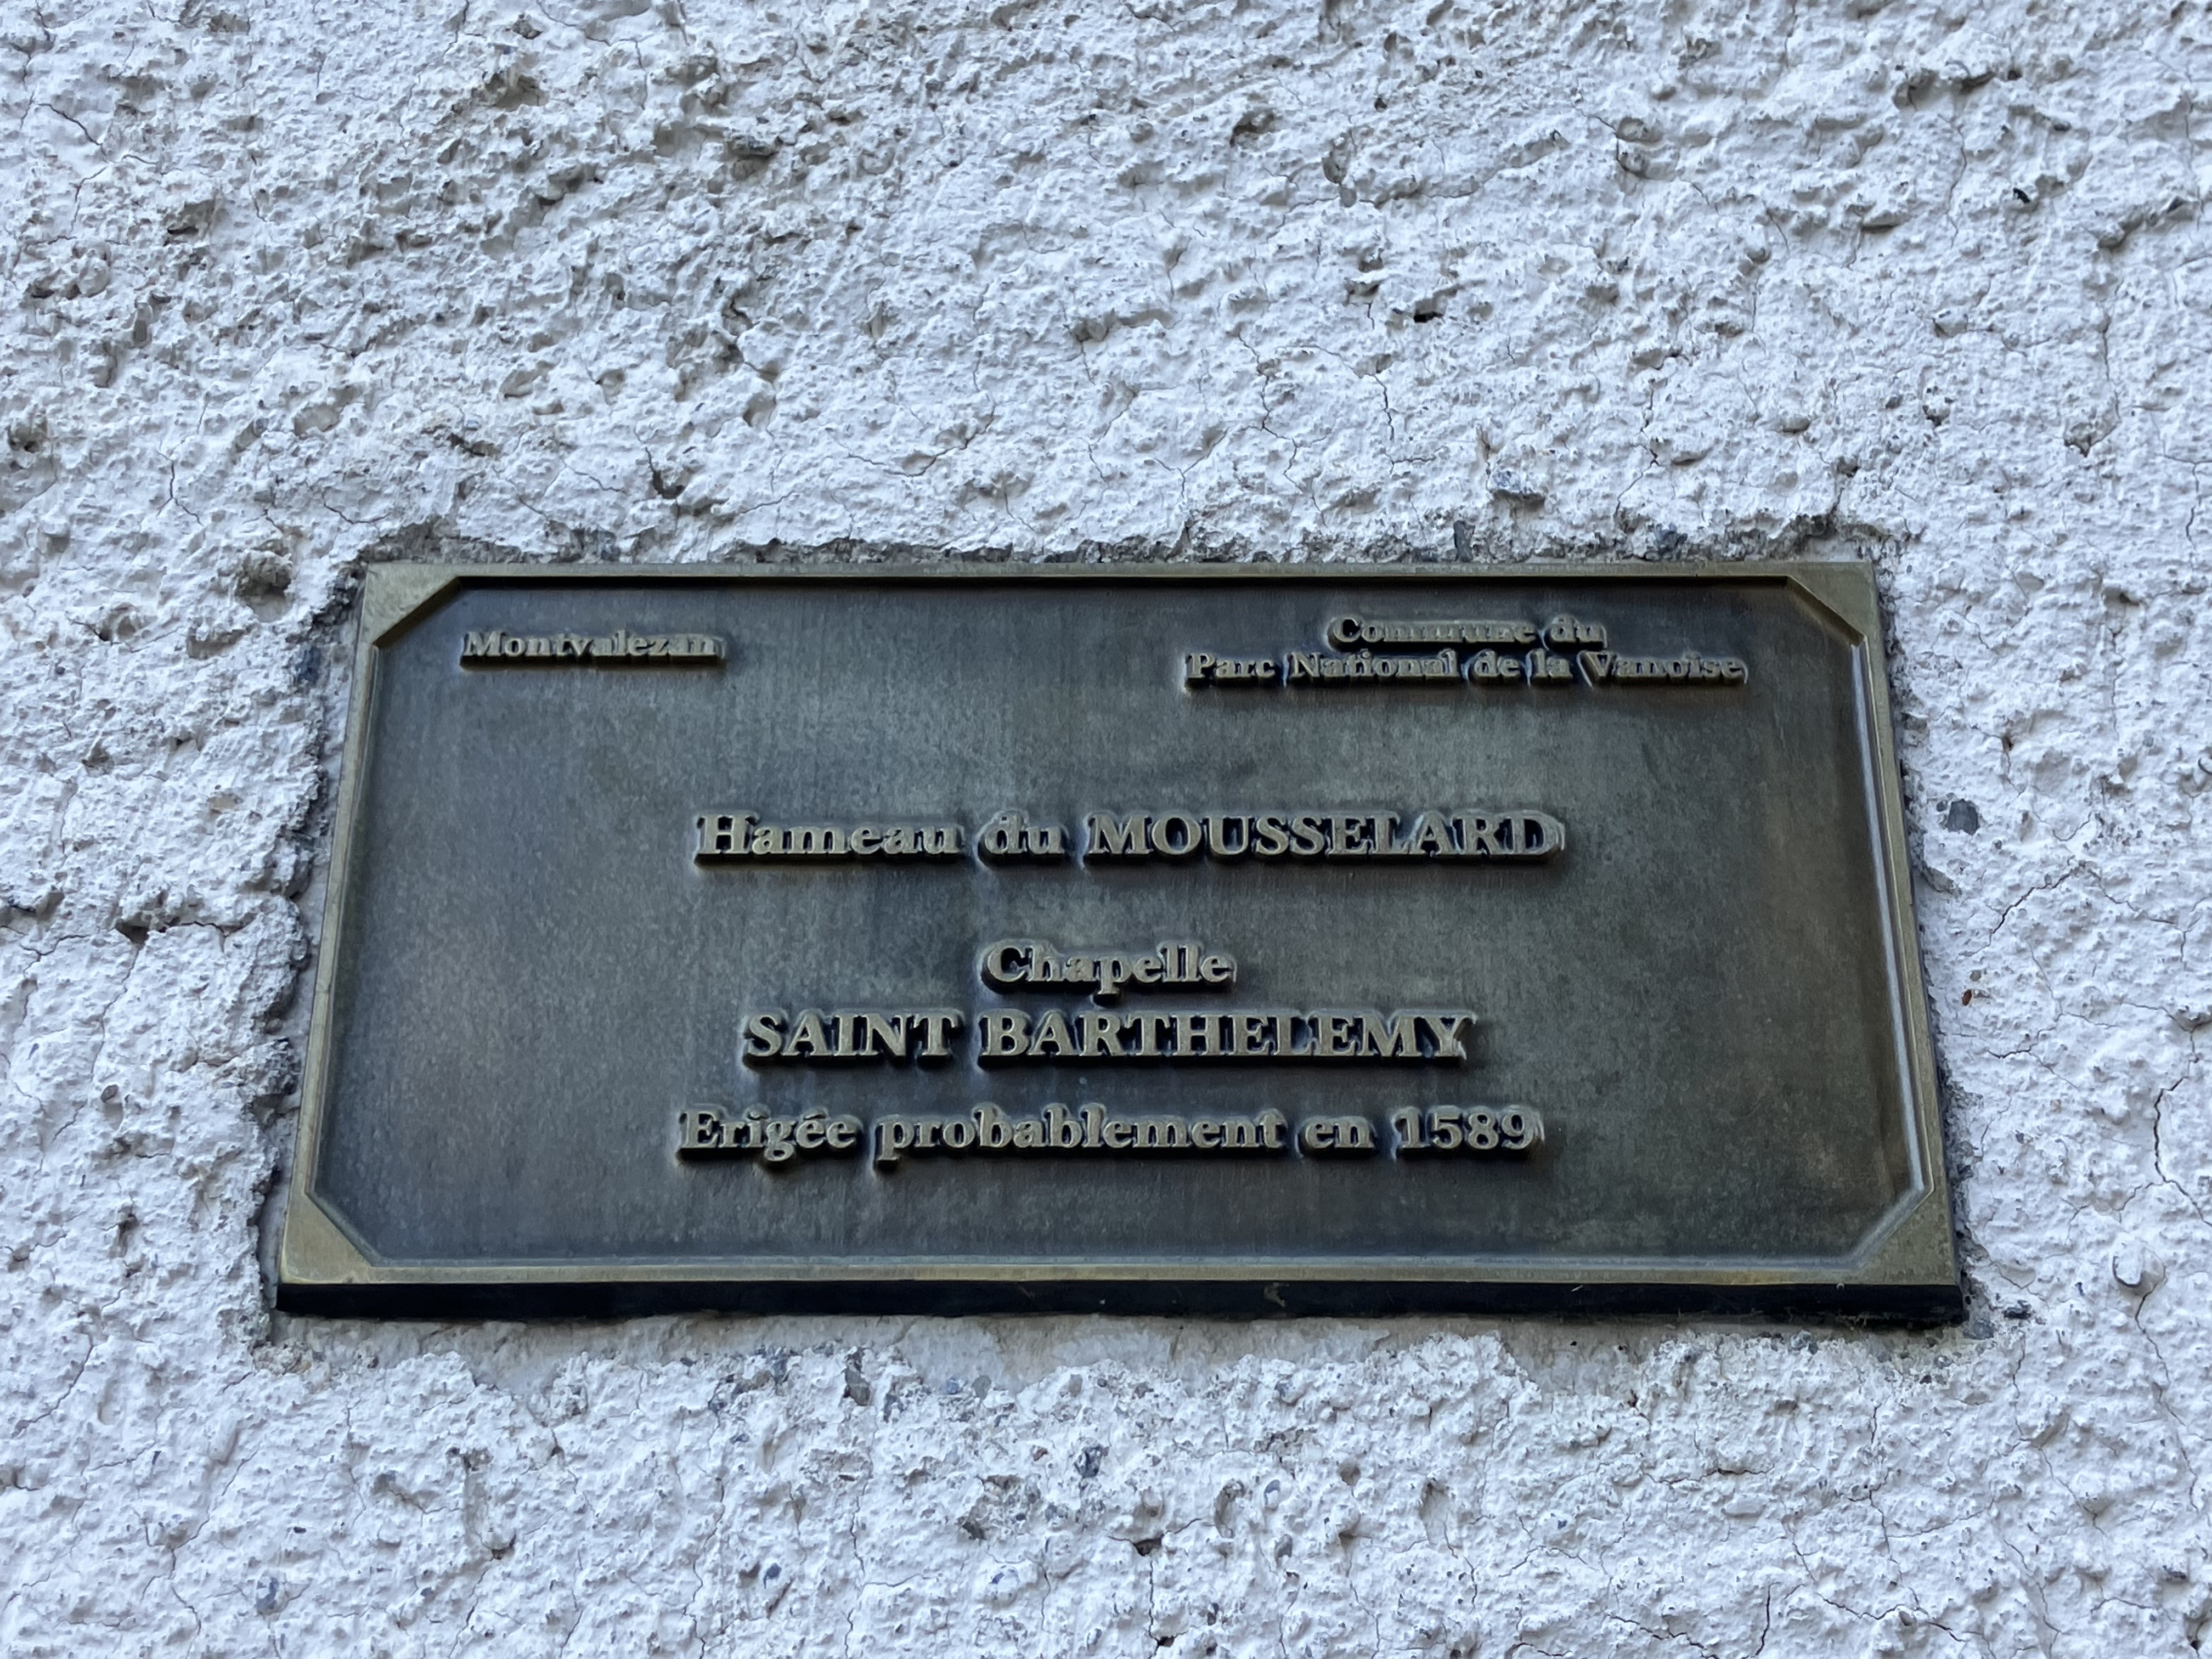 Montvalezan
Commune du
Parc National de la Vanoise
Hameau du MOUSSELARD
Chapelle
SAINT BARTHELEMY
Erigée probablement en 1589